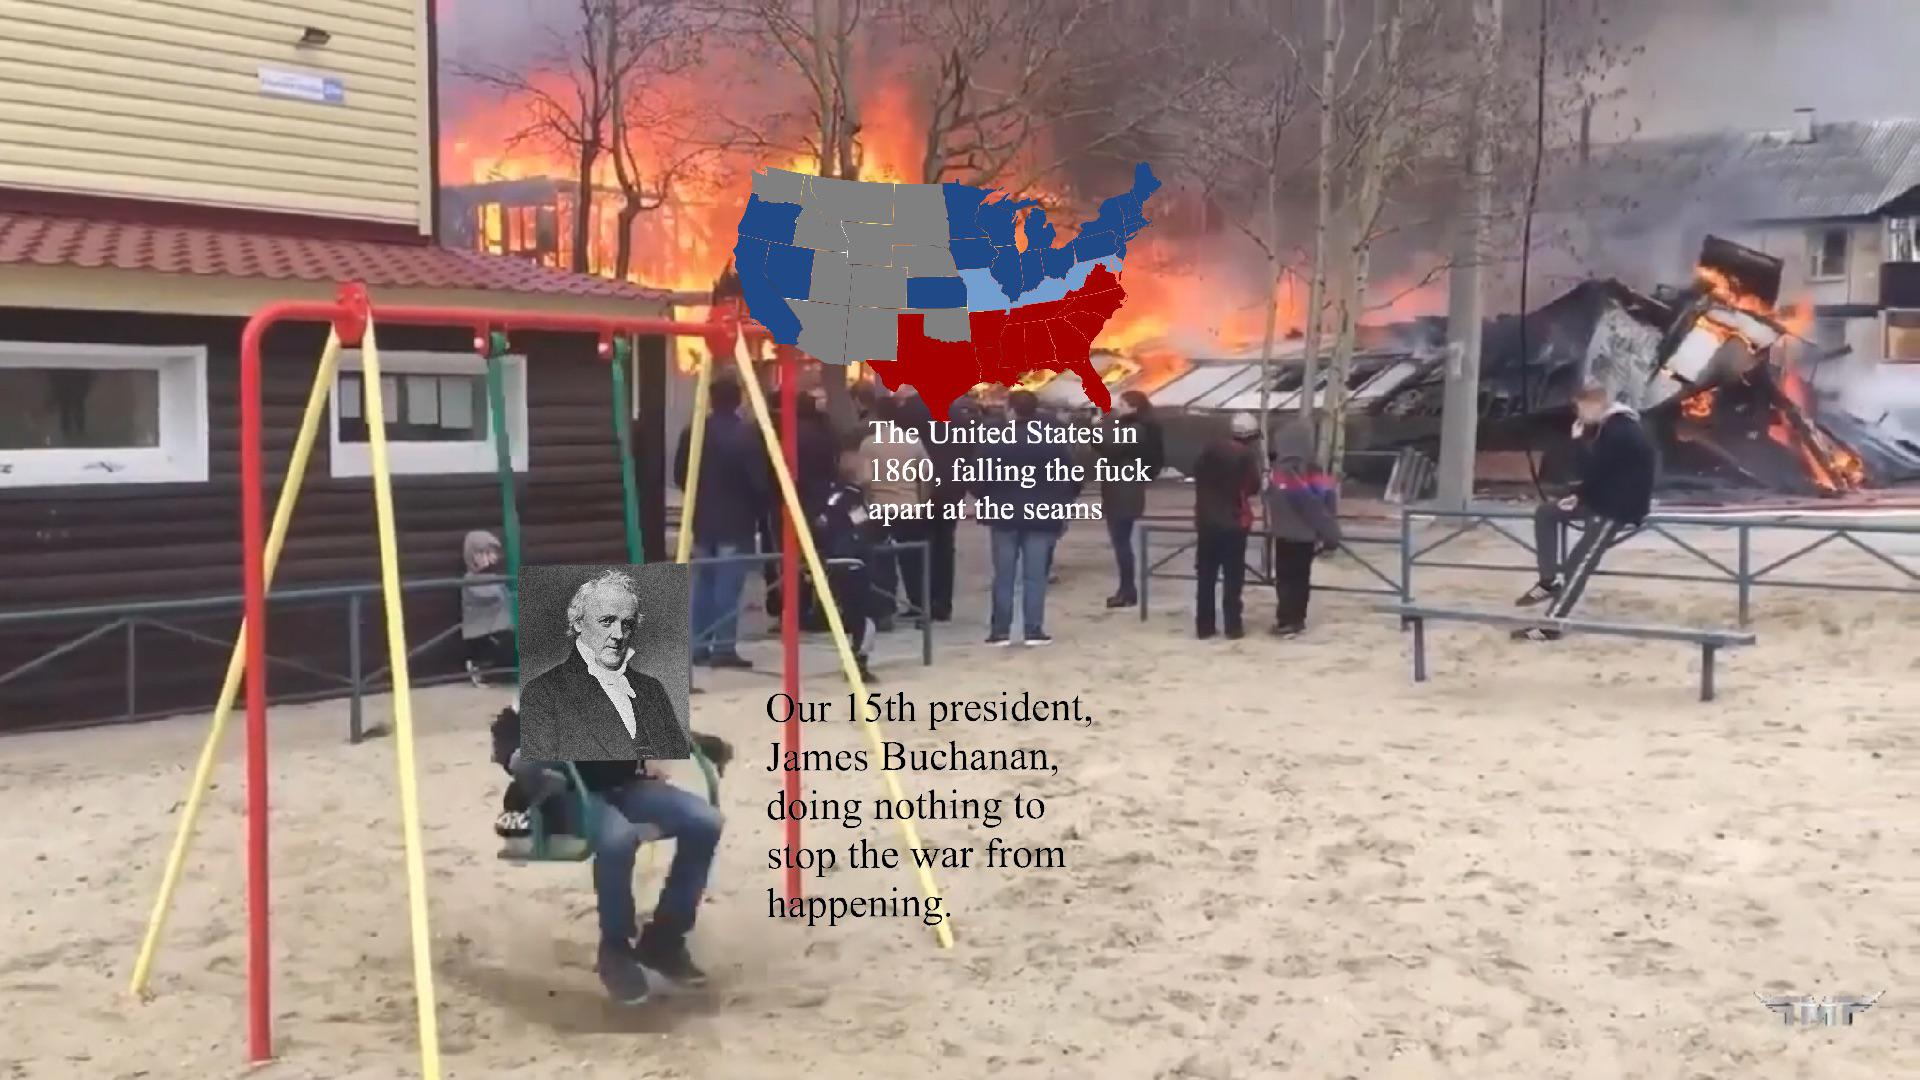 The United States in
1860, falling the fuck
apart at the seams
Our 15th president,
James Buchanan,
doing nothing to
stop the war from
happening.